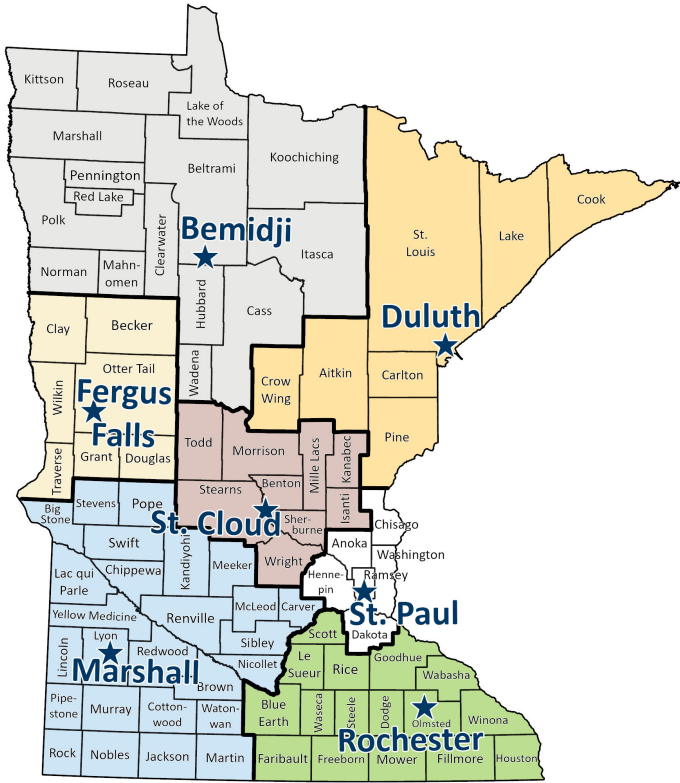 Kittson
Roseau
Lake of
the Woods
Marshall
Koochiching
Beltrami
Pennington
Red Lake
Polk
Clearwater
Bemidji
Itasca
Norman
Mahn-
omen
Hubbard
Cass
Wadena
Cook
St.
Louis
Lake
Duluth
Aitkin
Crow
Wing
Carlton
Pine
Clay
Becker
Otter Tail
Wilkin
Fergus
Falls
Grant
Douglas
Traverse
Todd
Morrison
Mille Lacs
Kanabec
Benton
Stearns
Isanti
St. Cloud
Sher-
burne
Wright
Chisago
Anoka
Washington
Henne-
pin
Ramsey
St. Paul
Dakota
Big
Stone
Stevens
Pope
Swift
Kandiyohi
Meeker
Chippewa
Lac qui
Parle
McLeod
Carver
Yellow Medicine
Renville
Sibley
Lyon
Lincoln
Redwood
Marshall
Nicollet
Brown
Pipe-
stone
Murray
Cotton-
wood
Waton-
wan
Rock
Nobles
Jackson
Martin
Scott
Le
Sueur
Rice
Goodhue
Wabasha
Blue
Earth
Waseca
Steele
Dodge
Olmsted
Winona
Rochester
Faribault
Freeborn
Mower
Fillmore
Houston